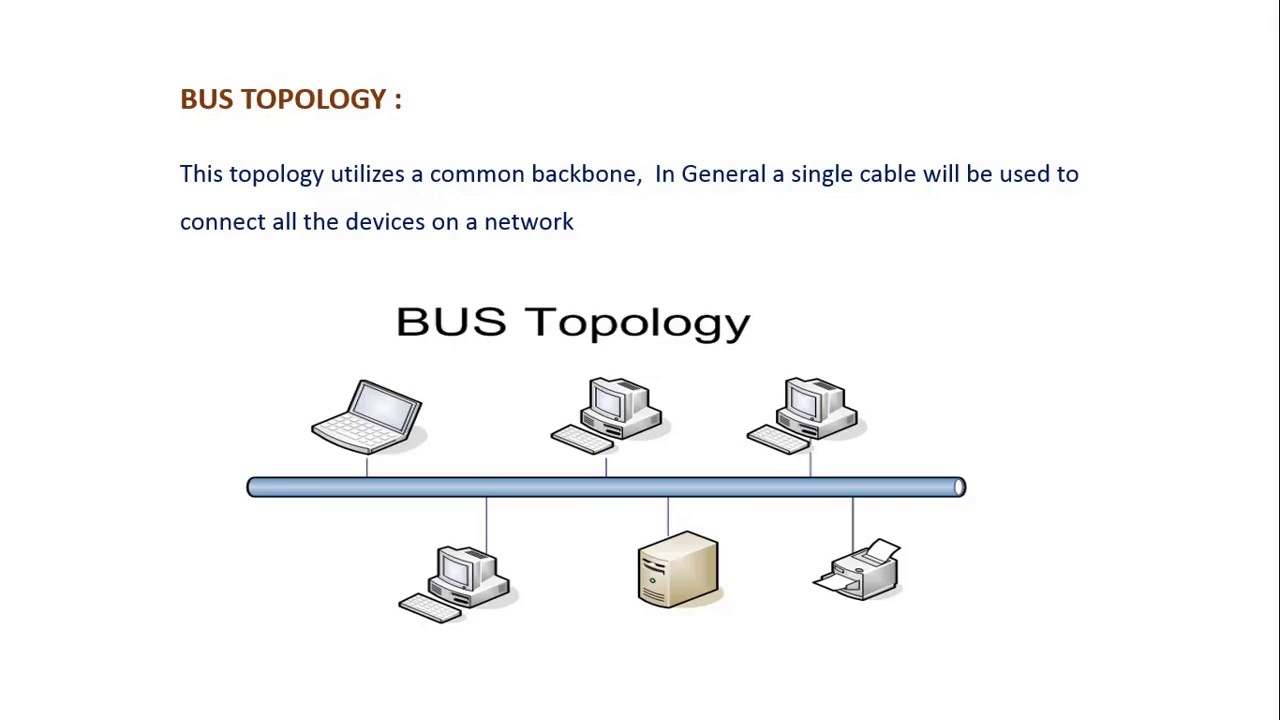 BUS TOPOLOGY :
This topology utilizes a common backbone,  In General a single cable will be used to
connect all the devices on a network
BUS Topology